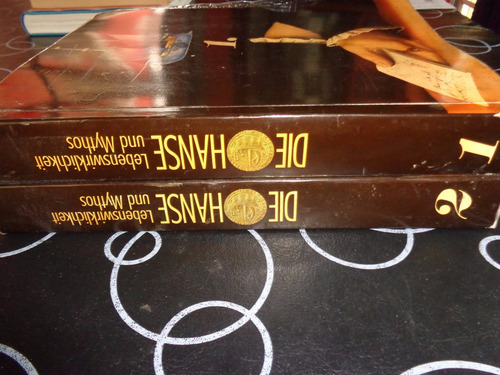 1
DIE HANSE
Lebenswirklichkeit
und Mythos
2
DIE HANSE
Lebenswirklichkeit
und Mythos